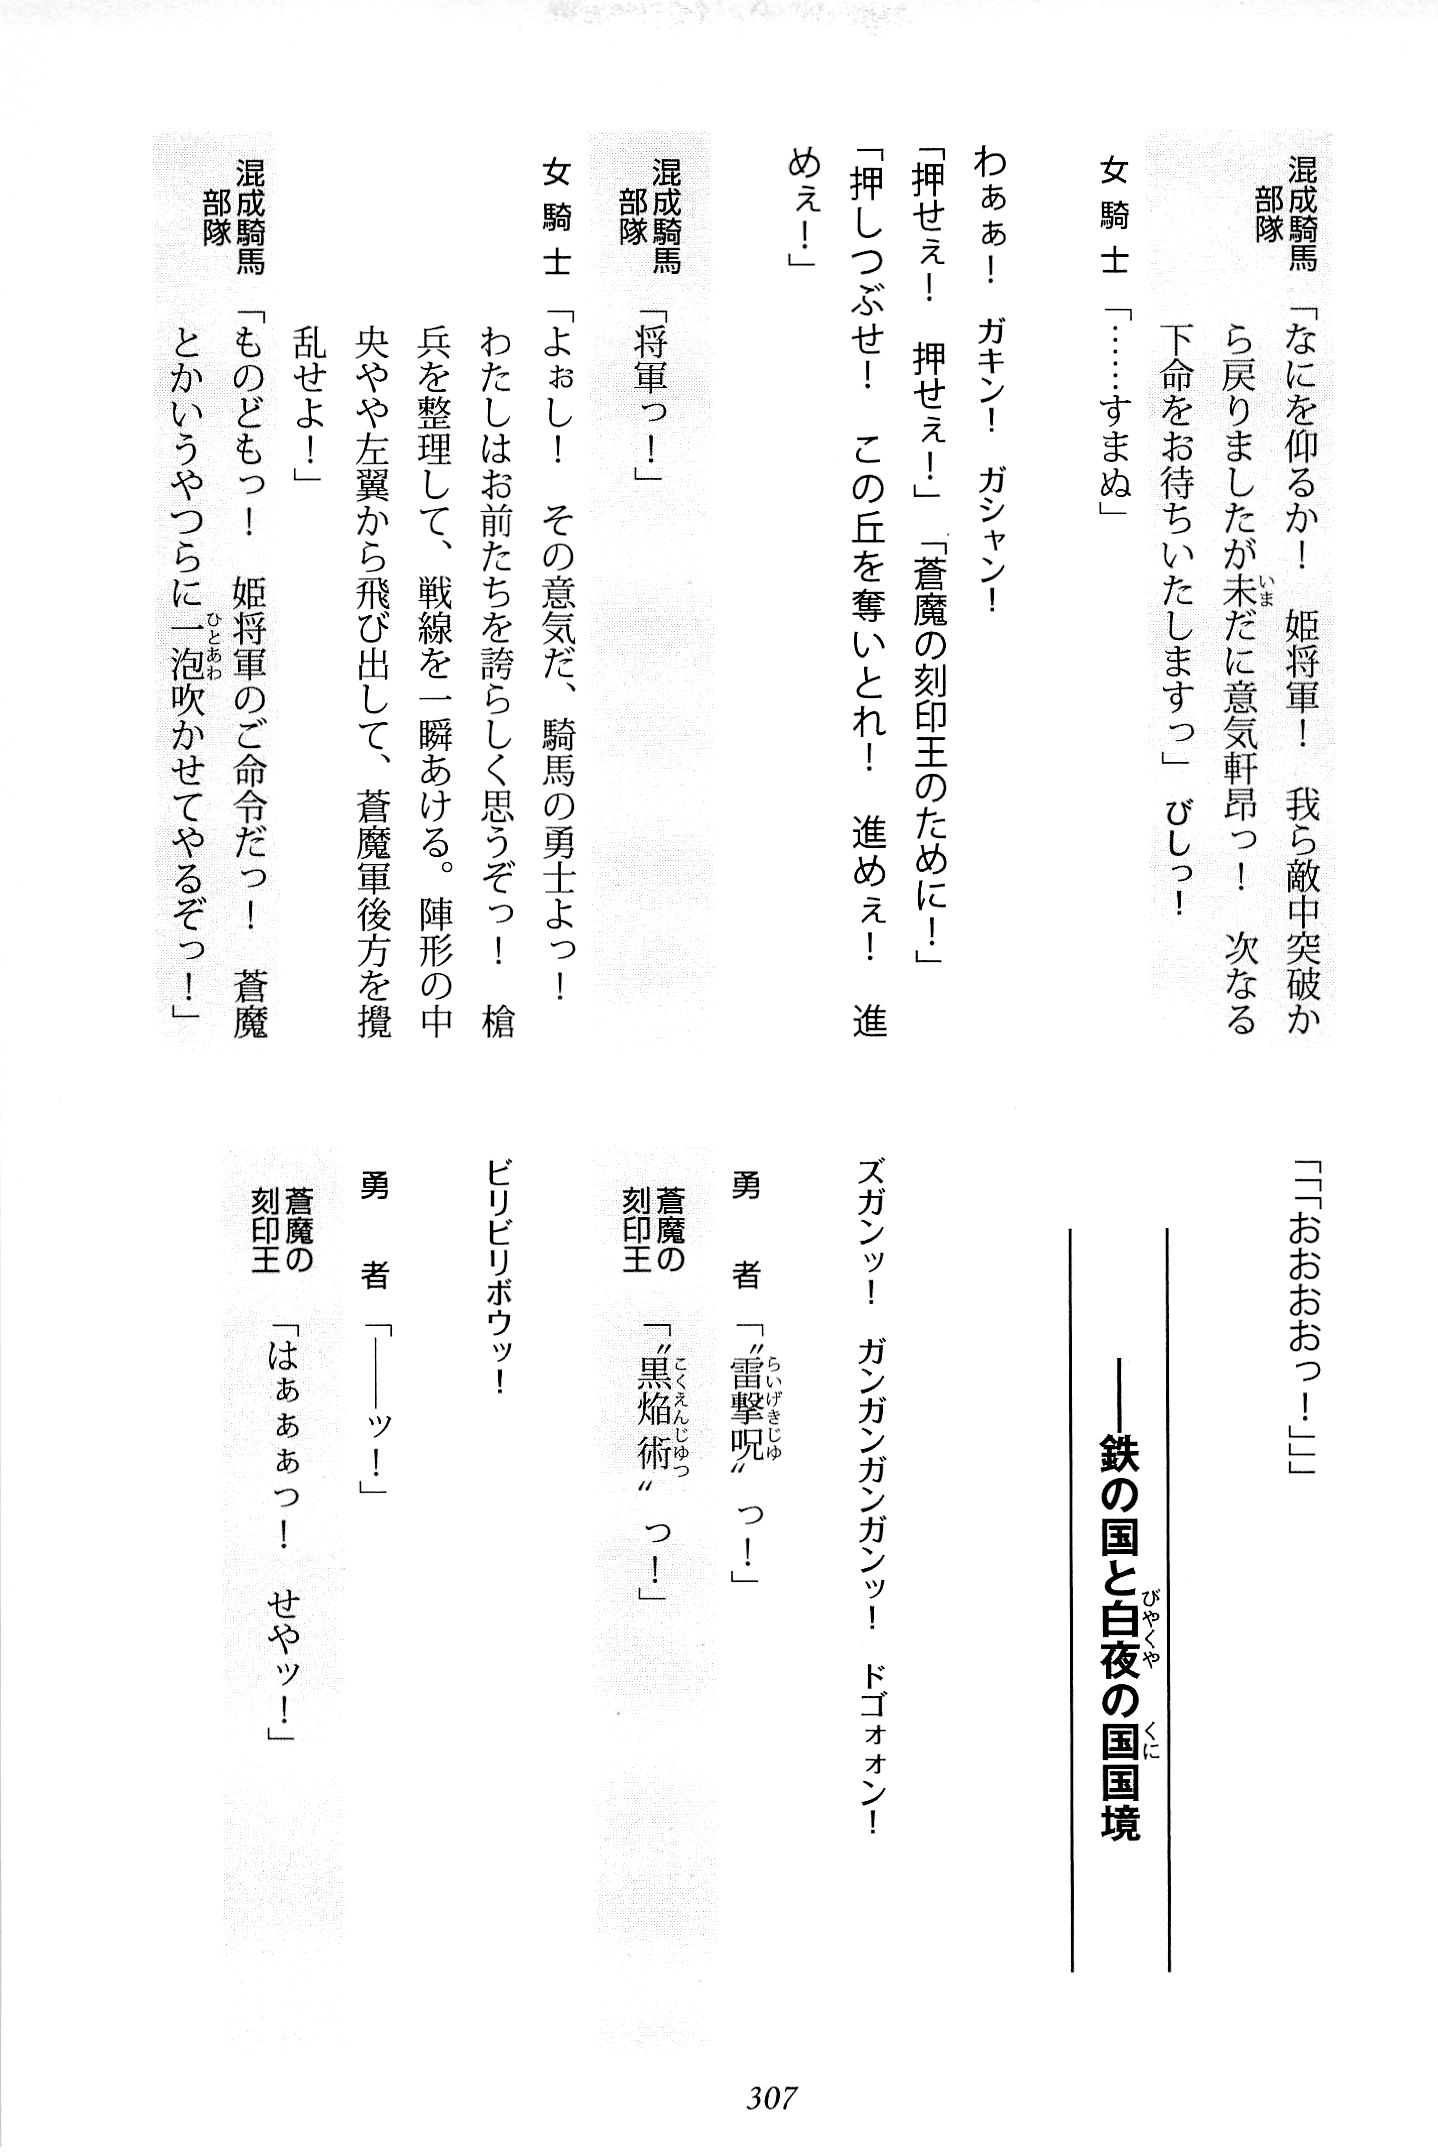 混成騎馬部隊「なにを仰るか！　姫将軍！　我ら敵中突破か
ら戻りましたが未だに意気軒昂っ！　次なる
下命をお待ちいたしますっ」 びしっ！
女騎士「……すまぬ」
わぁぁ！　ガキン！　ガシャン！
「押せぇ！　押せぇ！」「蒼魔の刻印王のために！」
「押しつぶせ！　この丘を奪いとれ！　進めぇ！　進
めぇ！」
混成騎馬部隊「将軍っ！」
女騎士「よぉし！　その意気だ、騎馬の勇士よっ！
わたしはお前たちを誇らしく思うぞっ！　槍
兵を整理して、戦線を一瞬あける。陣形の中
央やや左翼から飛び出して、蒼魔軍後方を攪
乱せよ！」
混成騎馬部隊「ものどもっ！　姫将軍のご命令だっ！　蒼魔
とかいうやつらに一泡吹かせてやるぞっ！」
「「「おおおおっ！」」」
――鉄の国と白夜の国国境
ズガンッ！　ガンガンガンガンッ！　ドゴォォン！
勇者「〝雷撃呪〟っ！」
蒼魔の刻印王「〝黒焔術〟っ！」
ビリビリボウッ！
勇者「――ッ！」
蒼魔の刻印王「はぁぁぁっ！　せやッ！」
307